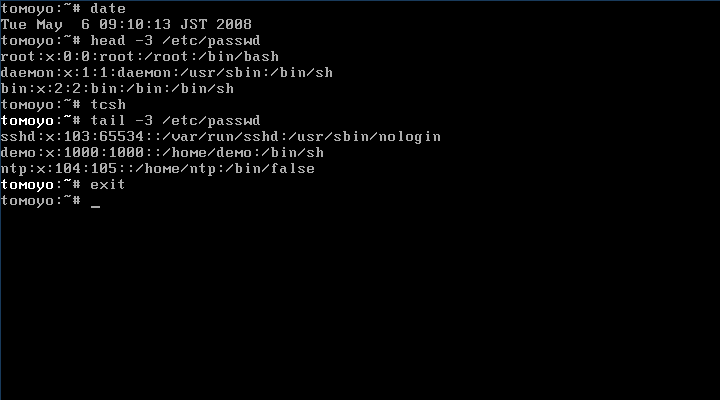 tomoyo:~# date
Tue May  6 09:10:13 JST 2008
tomoyo:~# head -3 /etc/passwd
root:x:0:0:root:/root:/bin/bash
daemon:x:1:1:daemon:/usr/sbin:/bin/sh
bin:x:2:2:bin:/bin:/bin/sh
tomoyo:~# tcsh
tomoyo:~# tail -3 /etc/passwd
sshd:x:103:65534::/var/run/sshd:/usr/sbin/nologin
demo:x:1000:1000::/home/demo:/bin/sh
ntp:x:104:105::/home/ntp:/bin/false
tomoyo:~# exit
tomoyo:~# _